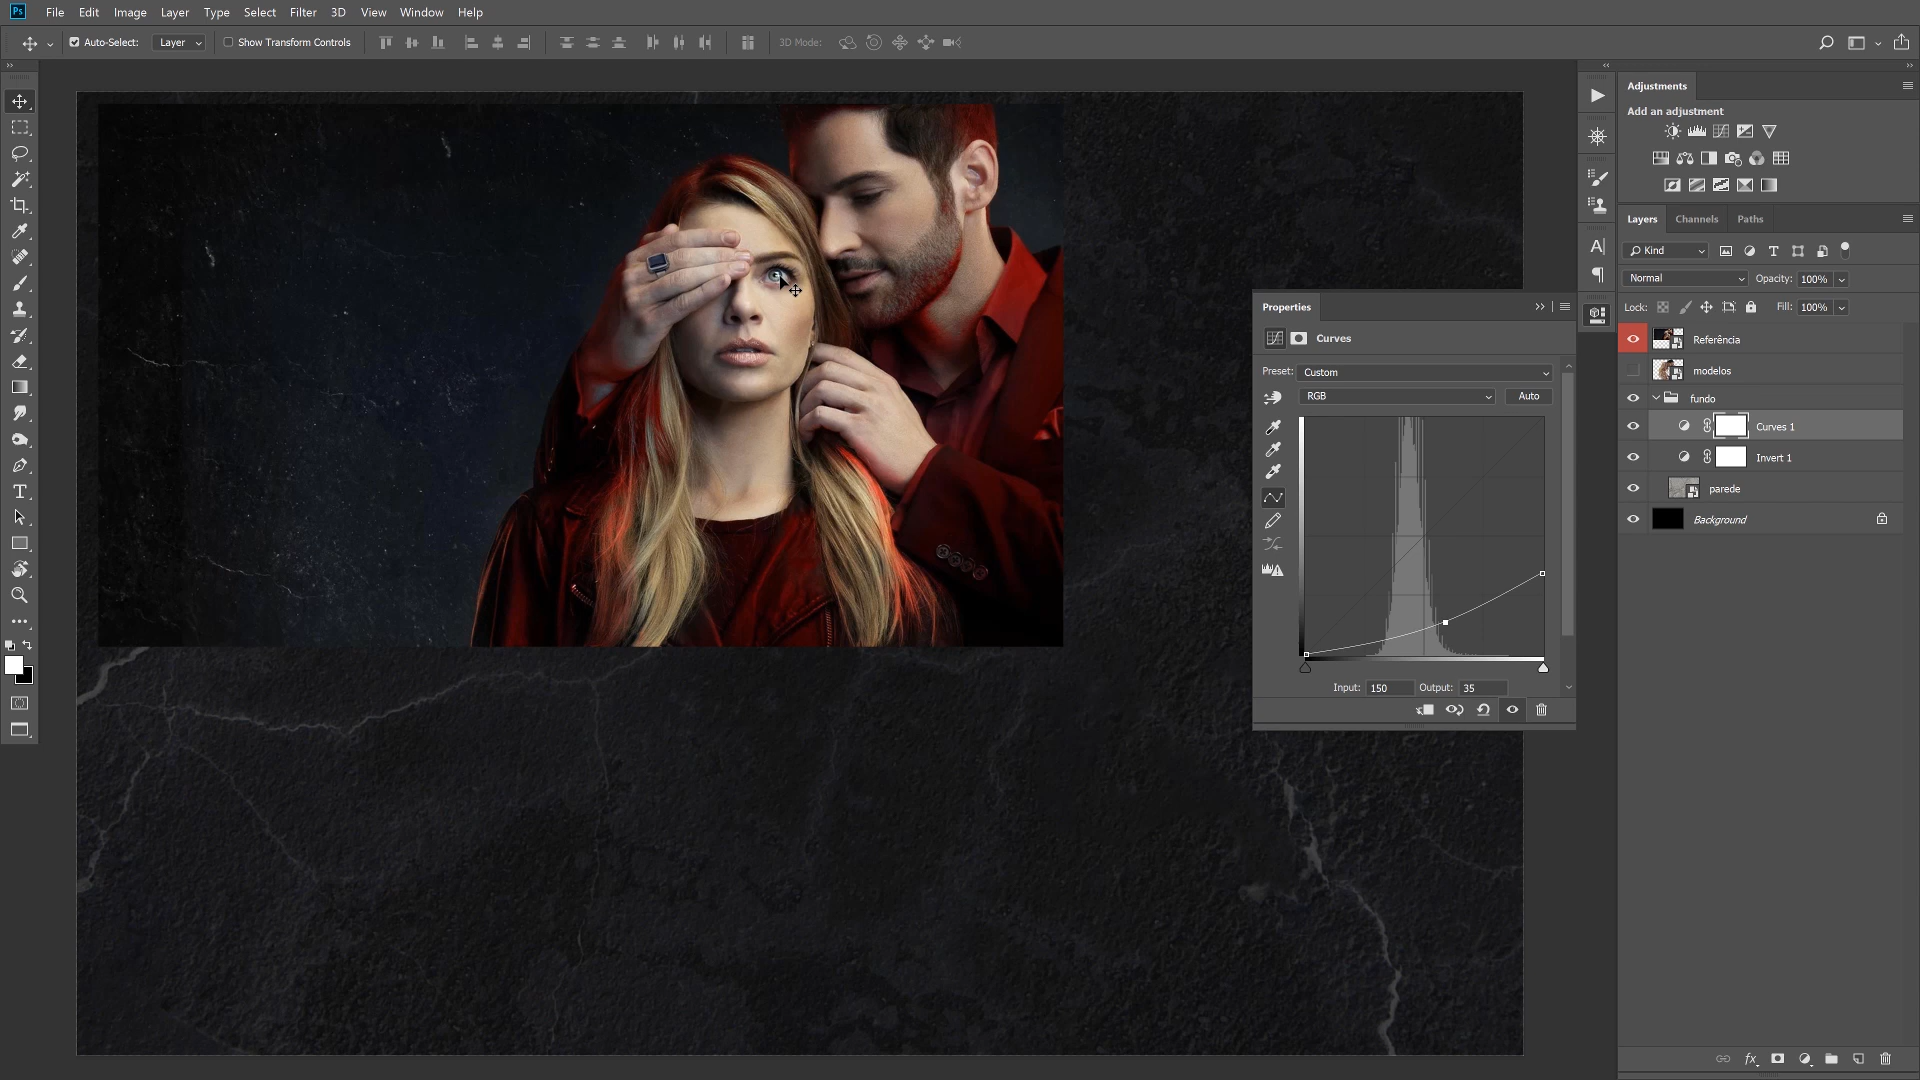 Ps File Edit Image Layer Type Select Filter 3D View Window Help
Auto-Select: Layer Show Transform Controls 3D Mode:
Adjustments
Add an adjustment
Layers Channels Paths
Kind
Normal Opacity: 100%
Lock: Fill: 100%
Referência
modelos
fundo
Curves 1
Invert 1
parede
Background
Properties
Curves
Preset: Custom
RGB Auto
Input: 150 Output: 35